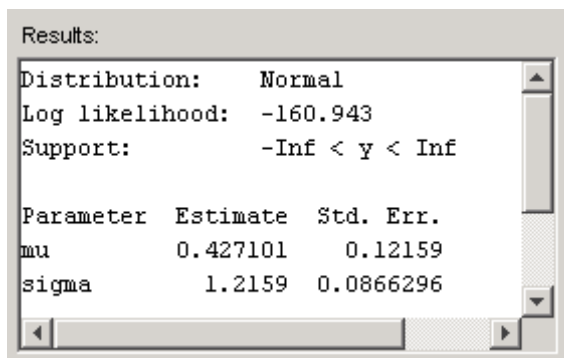 Results:
Distribution: Normal
Log likelihood: -160.943
Support: -Inf < y < Inf
Parameter Estimate Std. Err.
mu 0.427101 0.12159
sigma 1.2159 0.0866296